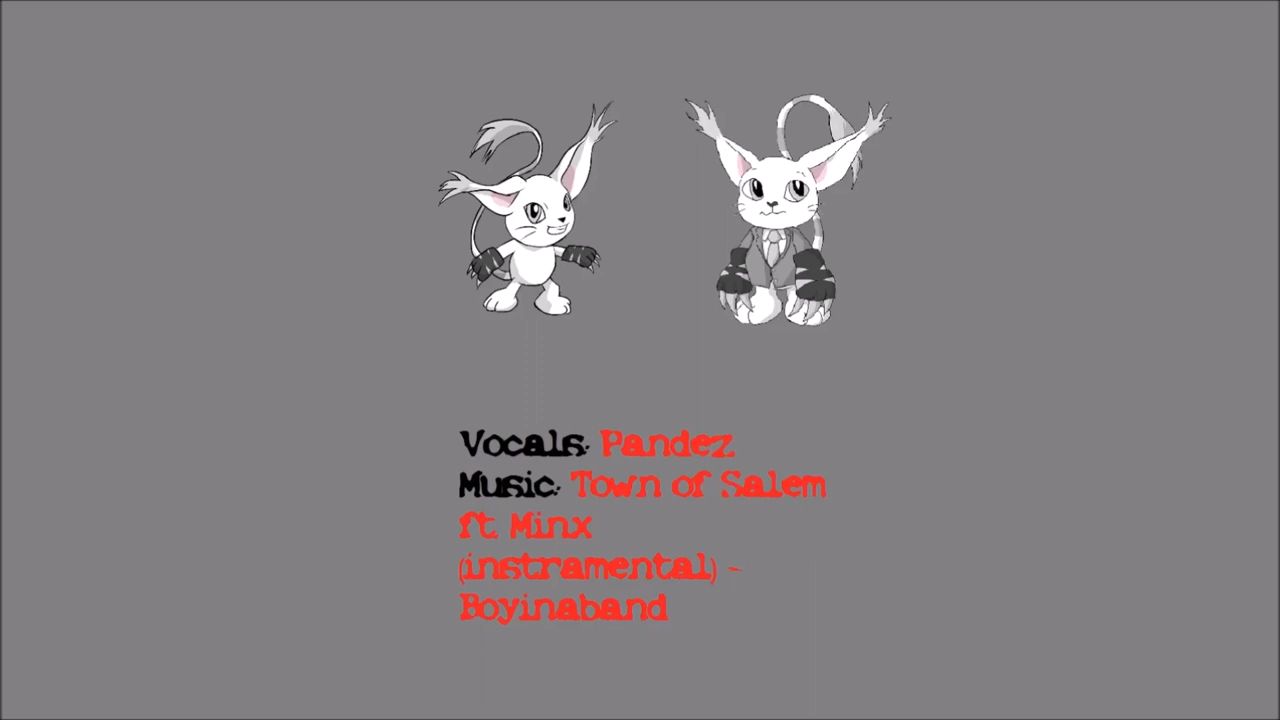 Vocals: Pandez
Music: Town of Salem
ft. Minx
(instramental) -
Boyinaband